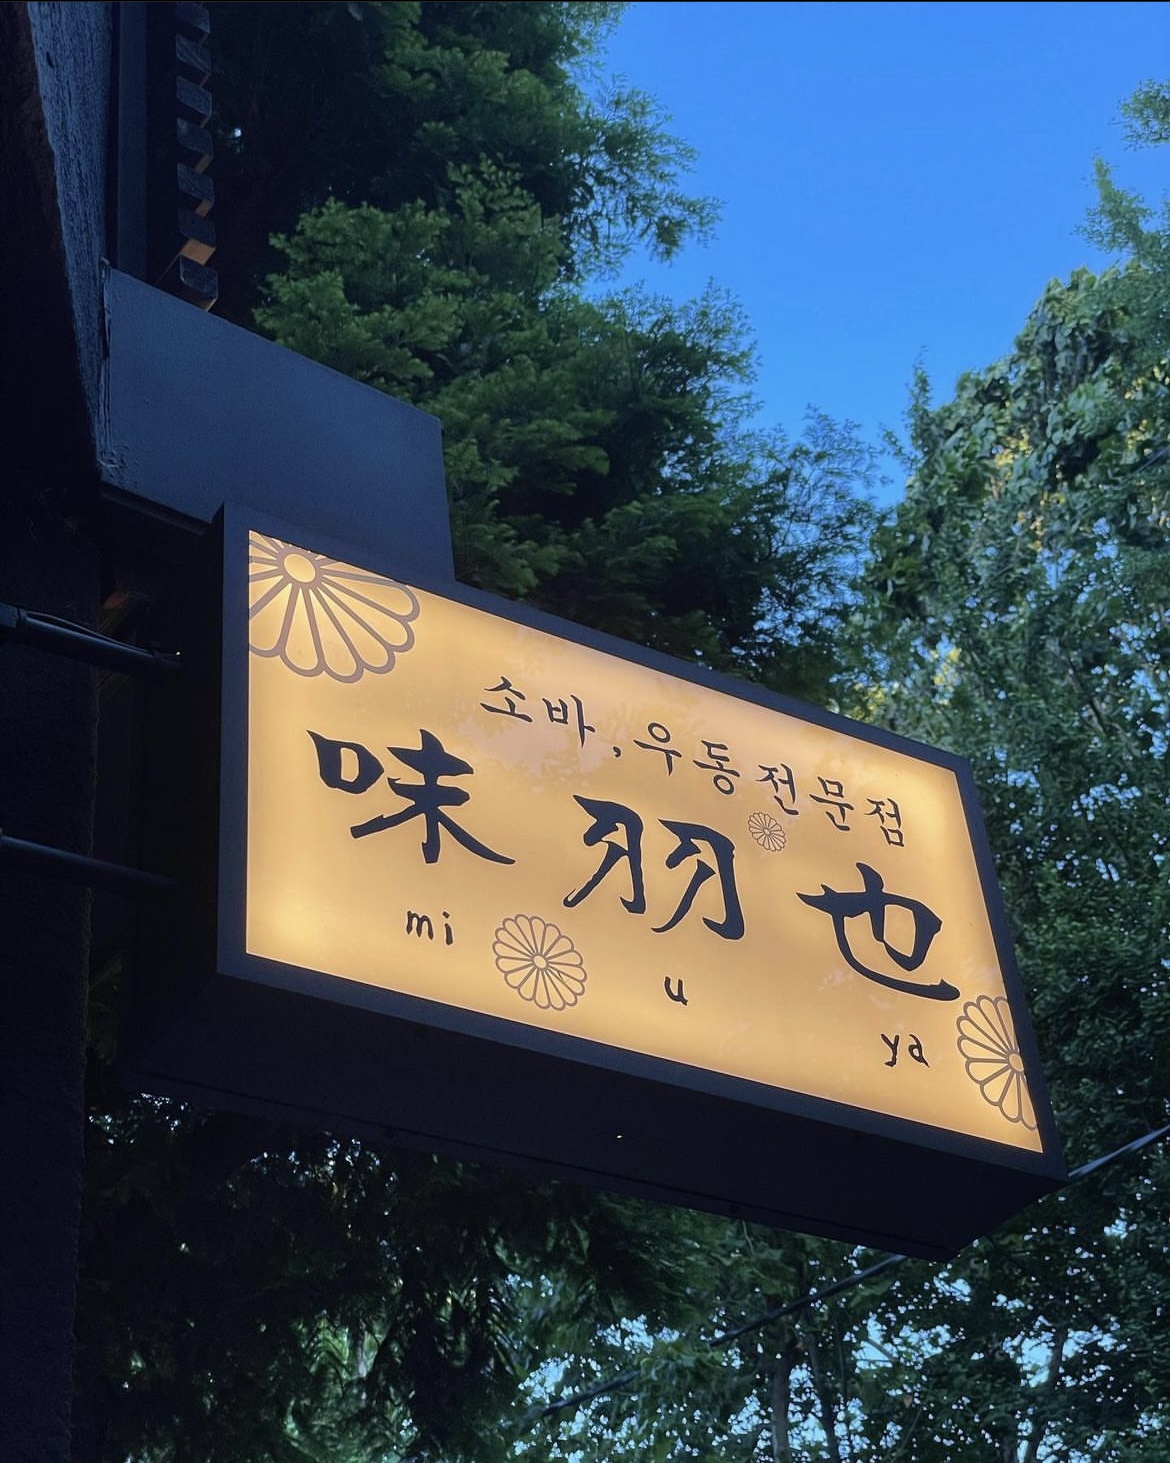 소바,우동 전문점
味羽也
mi u ya